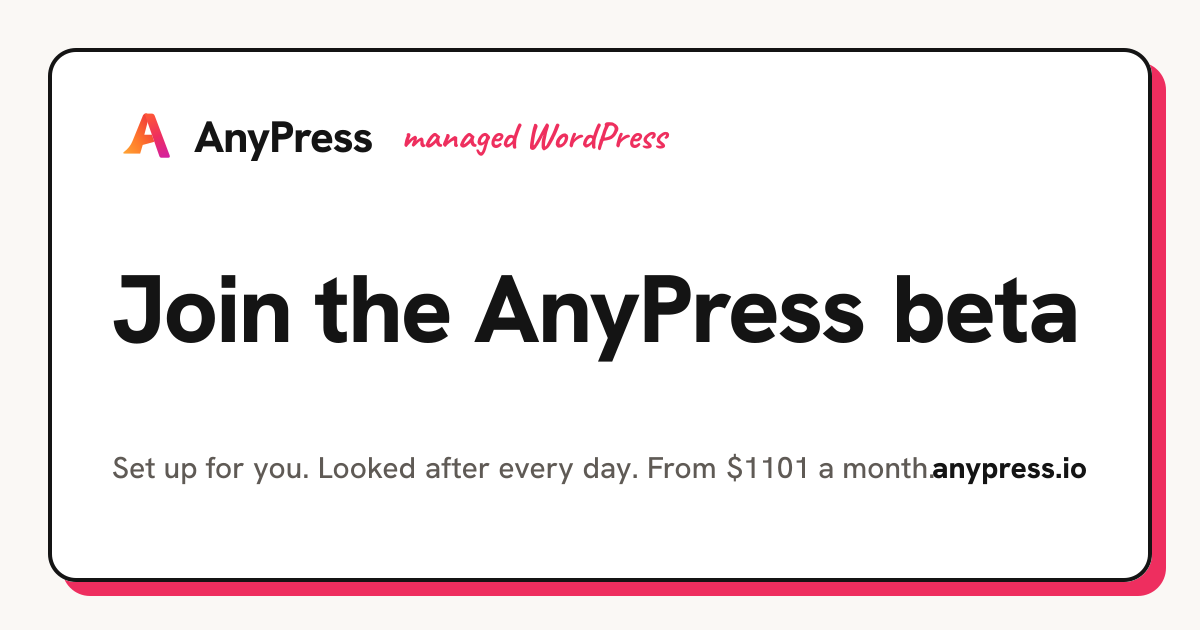 AnyPress managed WordPress
Join the AnyPress beta
Set up for you. Looked after every day. From $1101 a month. anypress.io